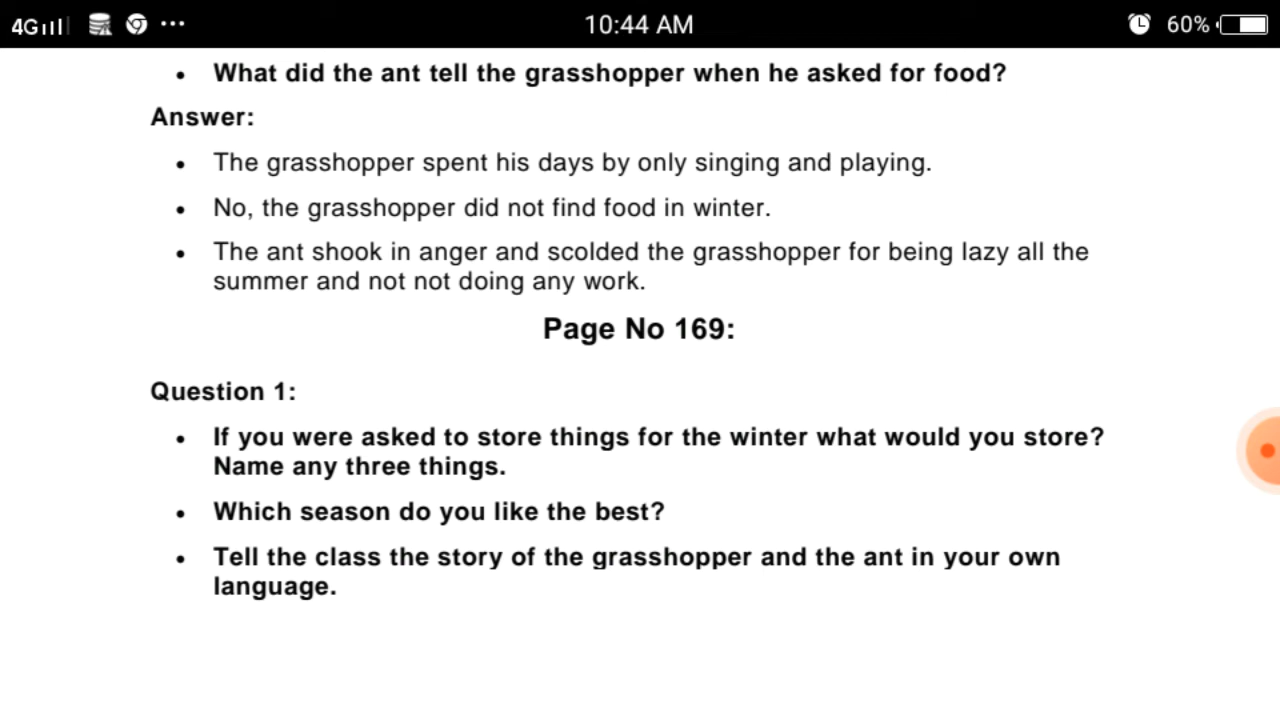 4G 10:44 AM 60%
• What did the ant tell the grasshopper when he asked for food?
Answer:
• The grasshopper spent his days by only singing and playing.
• No, the grasshopper did not find food in winter.
• The ant shook in anger and scolded the grasshopper for being lazy all the
summer and not not doing any work.
Page No 169:
Question 1:
• If you were asked to store things for the winter what would you store?
Name any three things.
• Which season do you like the best?
• Tell the class the story of the grasshopper and the ant in your own
language.